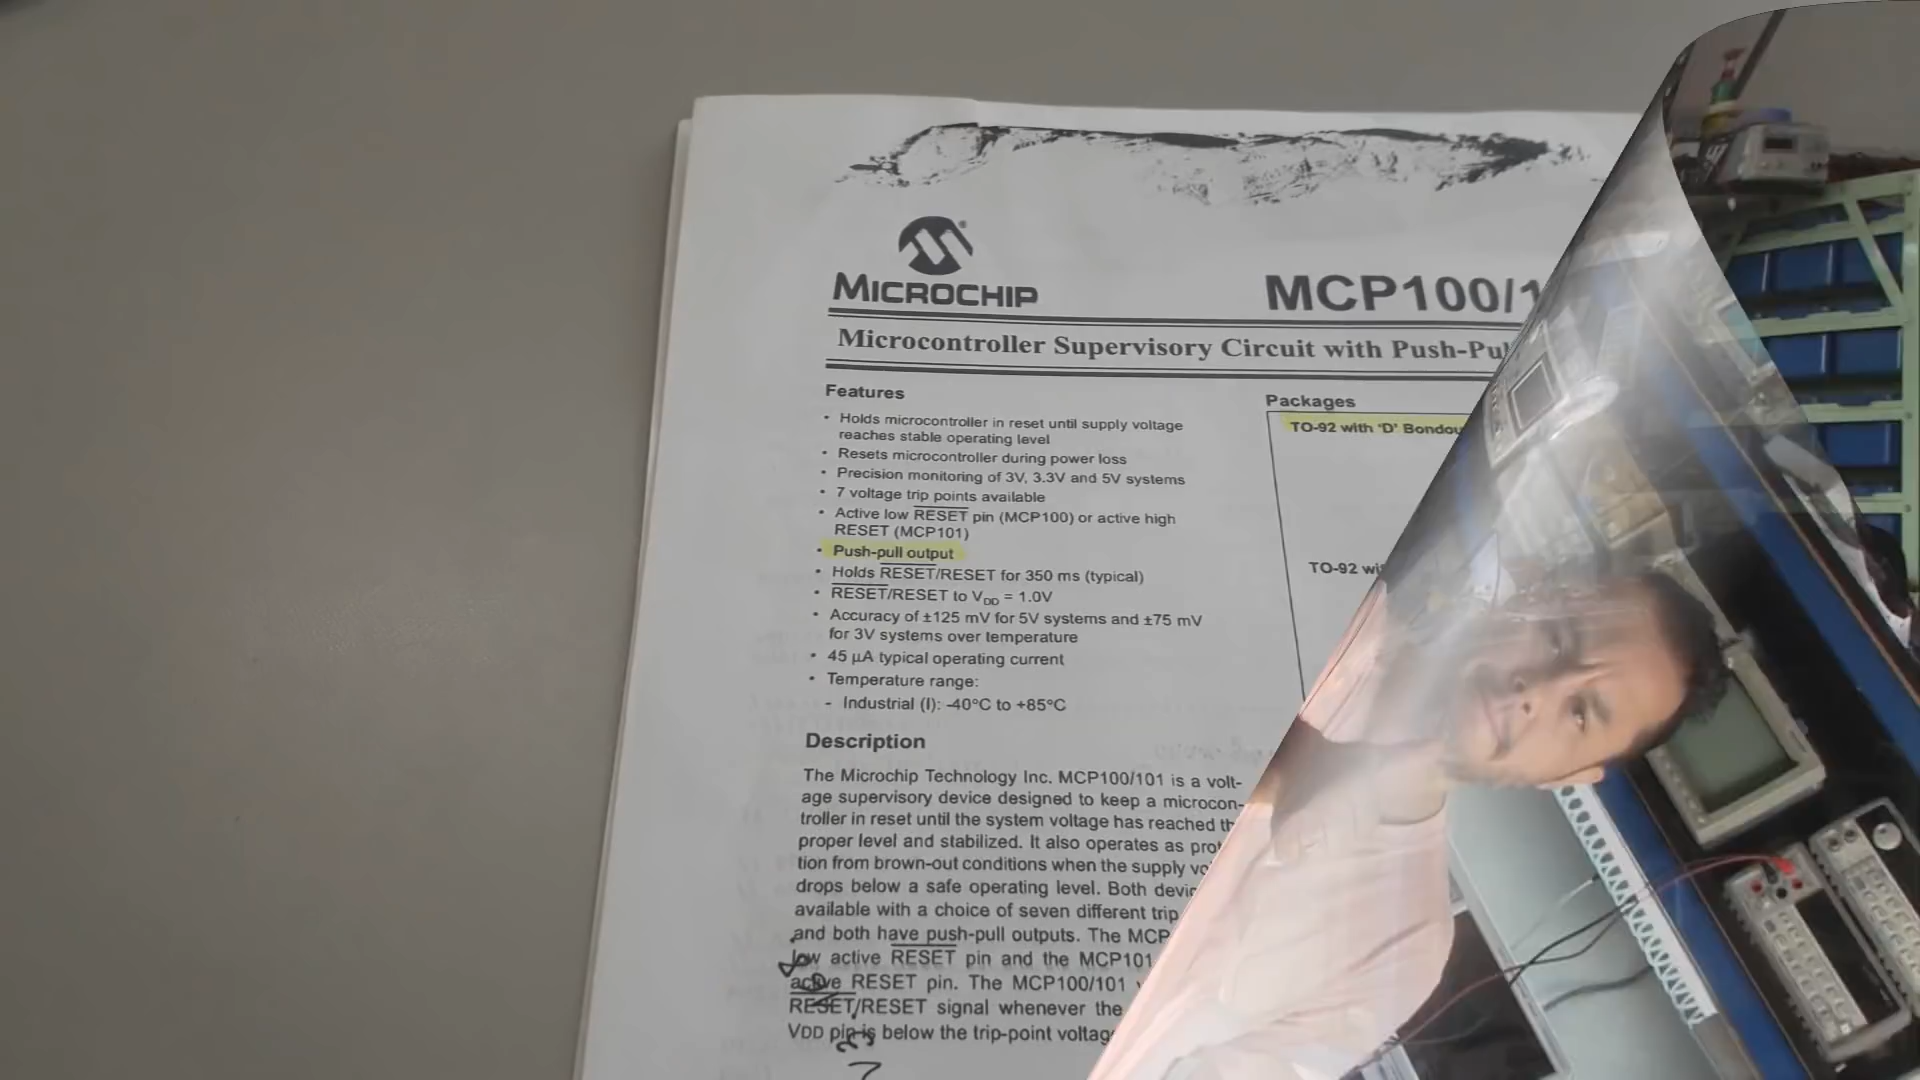 MICROCHIP
MCP100/1
Microcontroller Supervisory Circuit with Push-Pu
Features
• Holds microcontroller in reset until supply voltage
reaches stable operating level
• Resets microcontroller during power loss
• Precision monitoring of 3V, 3.3V and 5V systems
• 7 voltage trip points available
• Active low RESET pin (MCP100) or active high
RESET (MCP101)
• Push-pull output
• Holds RESET/RESET for 350 ms (typical)
• RESET/RESET to VDD = 1.0V
• Accuracy of ±125 mV for 5V systems and ±75 mV
for 3V systems over temperature
• 45 µA typical operating current
• Temperature range:
- Industrial (I): -40°C to +85°C
Packages
TO-92 with 'D' Bondou
TO-92 wi
Description
The Microchip Technology Inc. MCP100/101 is a volt-
age supervisory device designed to keep a microcon-
troller in reset until the system voltage has reached th
proper level and stabilized. It also operates as prot
tion from brown-out conditions when the supply vo
drops below a safe operating level. Both devic
available with a choice of seven different trip
and both have push-pull outputs. The MCP
low active RESET pin and the MCP101
active RESET pin. The MCP100/101
RESET/RESET signal whenever the
VDD pin is below the trip-point voltag